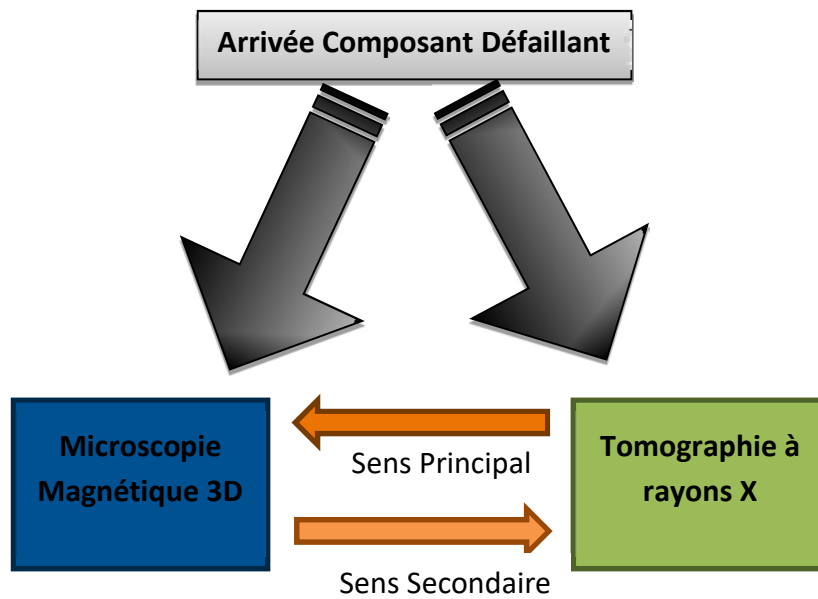 Arrivée Composant Défaillant
Microscopie
Magnétique 3D
Sens Principal
Sens Secondaire
Tomographie à
rayons X